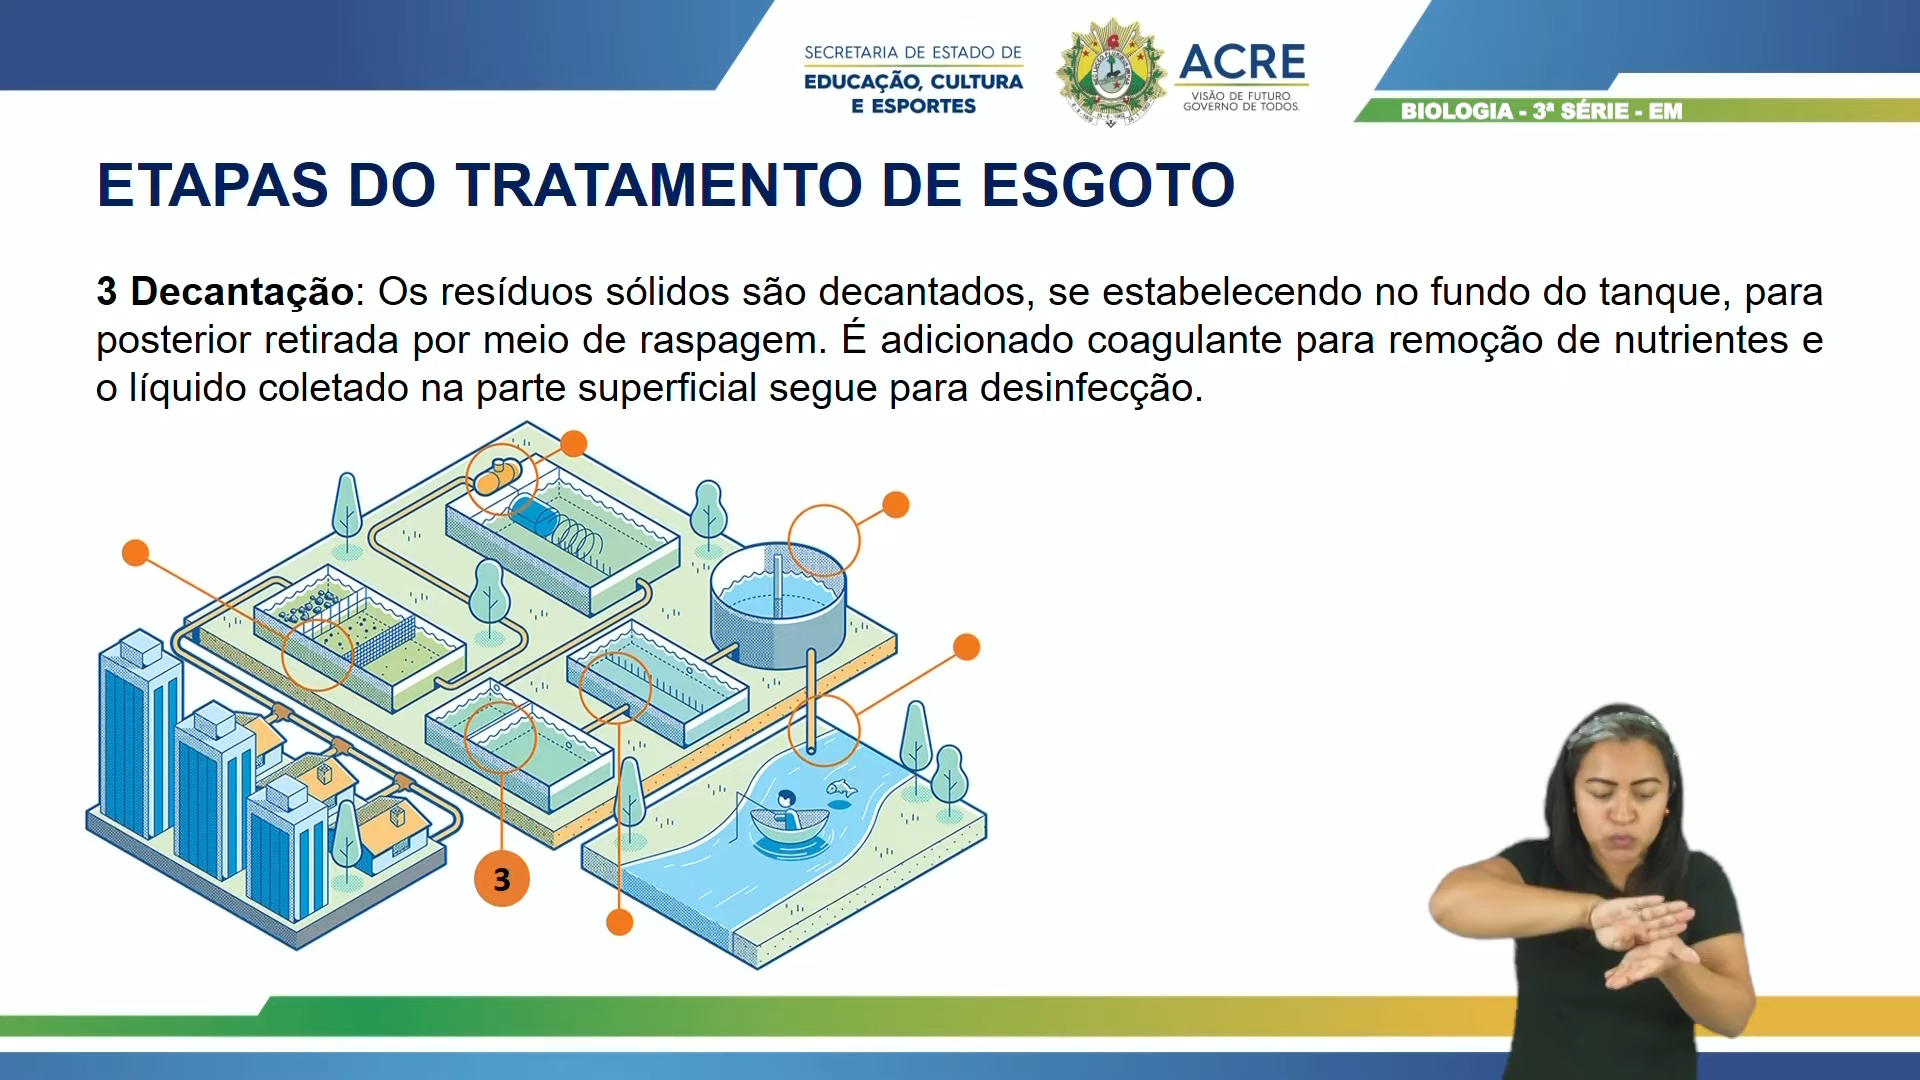 SECRETARIA DE ESTADO DE
EDUCAÇÃO, CULTURA
E ESPORTES
ACRE
VISÃO DE FUTURO.
GOVERNO DE TODOS.
BIOLOGIA - 3ª SÉRIE - EM
ETAPAS DO TRATAMENTO DE ESGOTO
3 Decantação: Os resíduos sólidos são decantados, se estabelecendo no fundo do tanque, para
posterior retirada por meio de raspagem. É adicionado coagulante para remoção de nutrientes e
o líquido coletado na parte superficial segue para desinfecção.
3